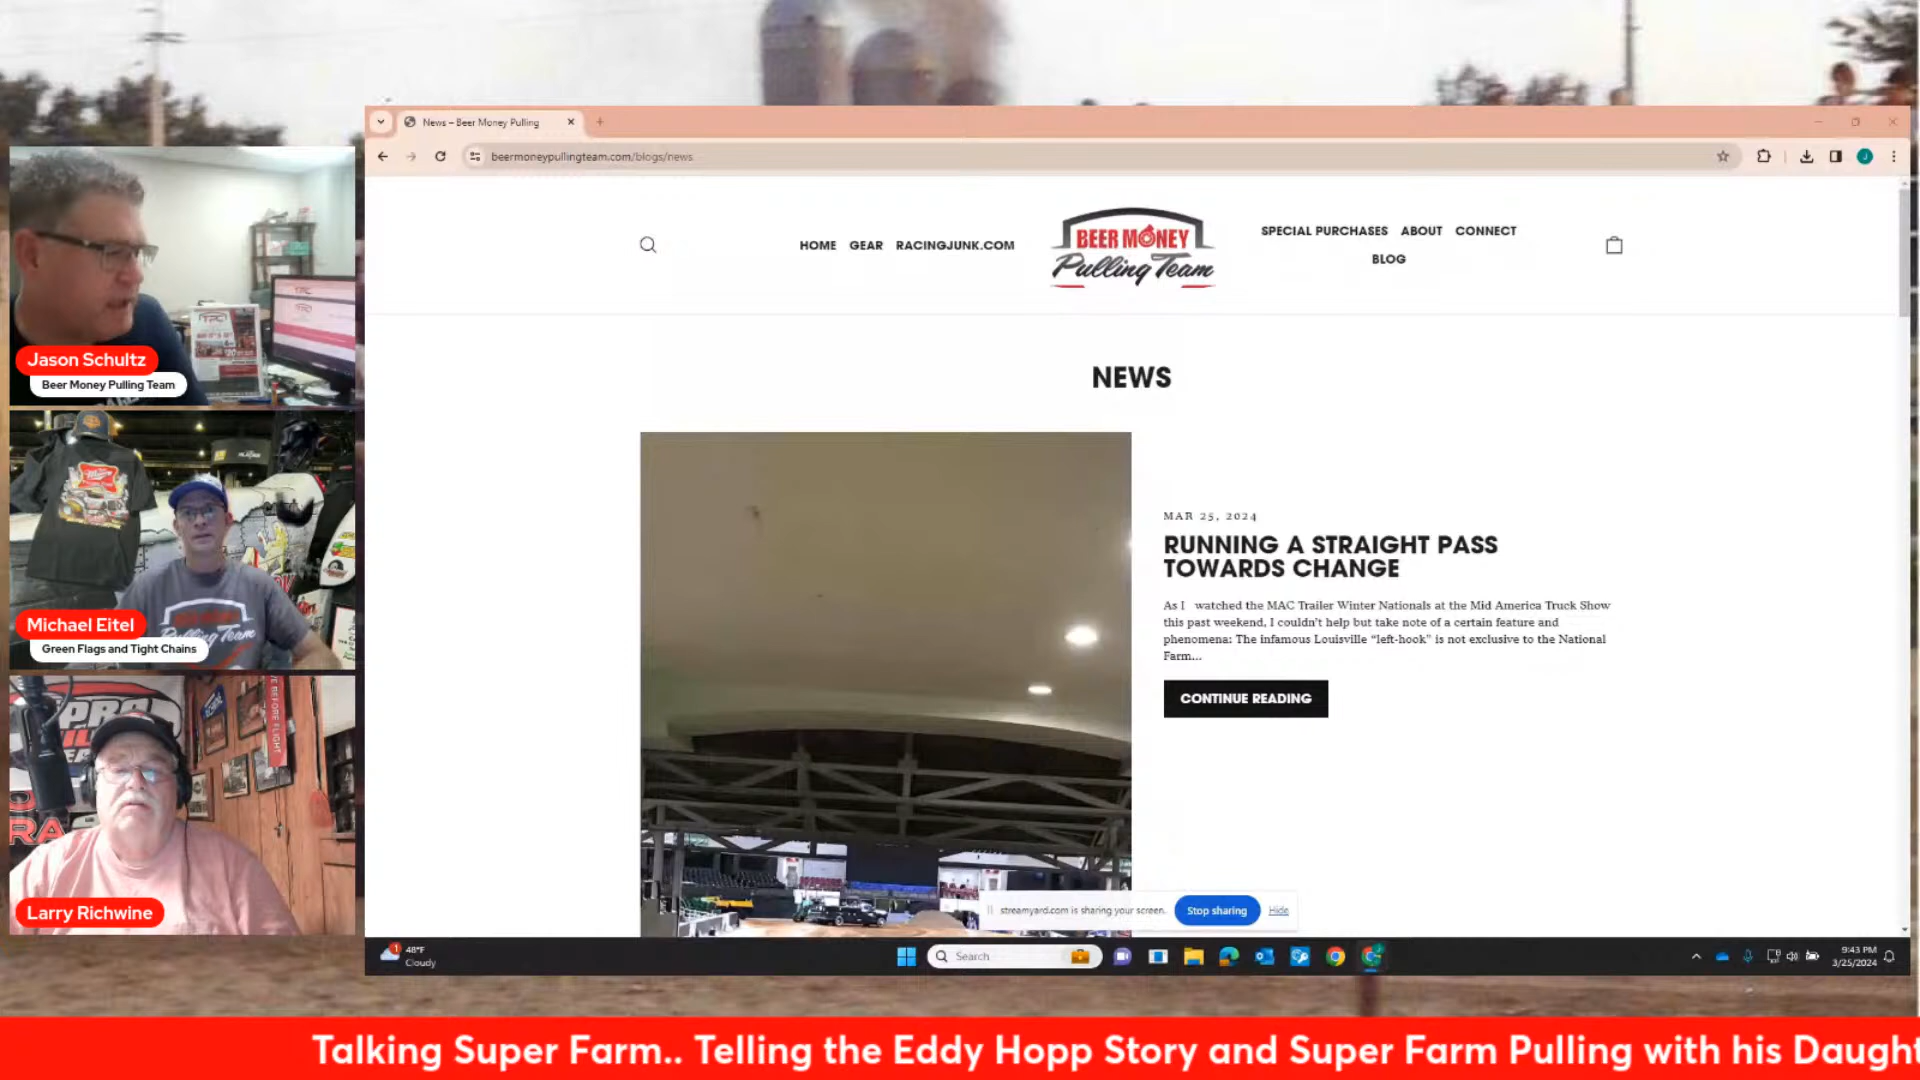 News – Beer Money Pulling
beermoneypullingteam.com/blogs/news
HOME GEAR RACINGJUNK.COM
BEER MONEY
Pulling Team
SPECIAL PURCHASES ABOUT CONNECT
BLOG
NEWS
MAR 25, 2024
RUNNING A STRAIGHT PASS
TOWARDS CHANGE
As I watched the MAC Trailer Winter Nationals at the Mid America Truck Show
this past weekend, I couldn't help but take note of a certain feature and
phenomena: The infamous Louisville “left-hook” is not exclusive to the National
Farm...
CONTINUE READING
streamyard.com is sharing your screen.
Stop sharing
Hide
Jason Schultz
Beer Money Pulling Team
Michael Eitel
Green Flags and Tight Chains
Pulling Team
Larry Richwine
1
48°F
Cloudy
Search
9:43 PM
3/25/2024
Talking Super Farm.. Telling the Eddy Hopp Story and Super Farm Pulling with his Daught